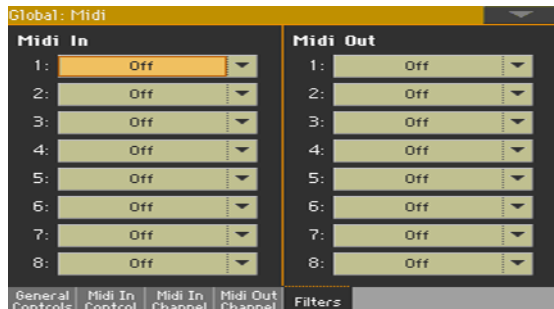 Global: Midi
Midi In
1: Off
2: Off
3: Off
4: Off
5: Off
6: Off
7: Off
8: Off
Midi Out
1: Off
2: Off
3: Off
4: Off
5: Off
6: Off
7: Off
8: Off
General Controls
Midi In Control
Midi In Channel
Midi Out Channel
Filters